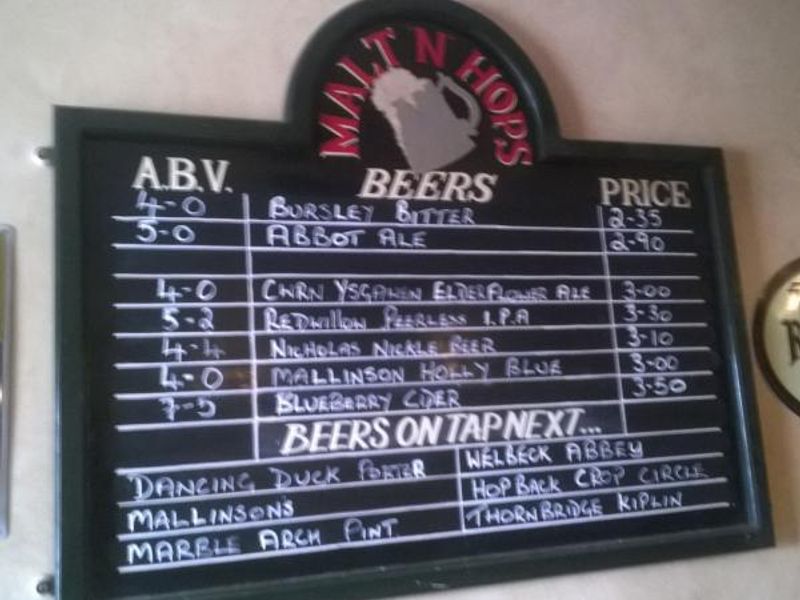 MALT N HOPS
A.B.V. BEERS PRICE
4-0 BURSLEY BITTER 2-35
5-0 ABBOT ALE 2-90
4-0 CWRN ELDERFLOWER ALE 3-00
5-2 REDWILLOW PEERLESS I.P.A 3-30
4-4 NICHOLAS NICKLE BEER 3-10
4-0 MALLINSON HOLLY BLUE 3-00
7-5 BLUEBERRY CIDER 3-50
BEERS ON TAP NEXT...
DANCING DUCK PORTER WELBECK ABBEY
MALLINSON'S HOP BACK CROP CIRCLE
MARBLE ARCH PINT THORNBRIDGE KIPLIN